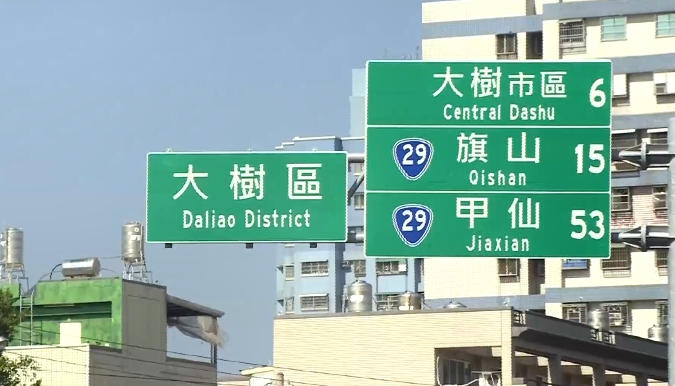 大樹區
Daliao District
大樹市區 6
Central Dashu
29 旗山 15
Qishan
29 甲仙 53
Jiaxian